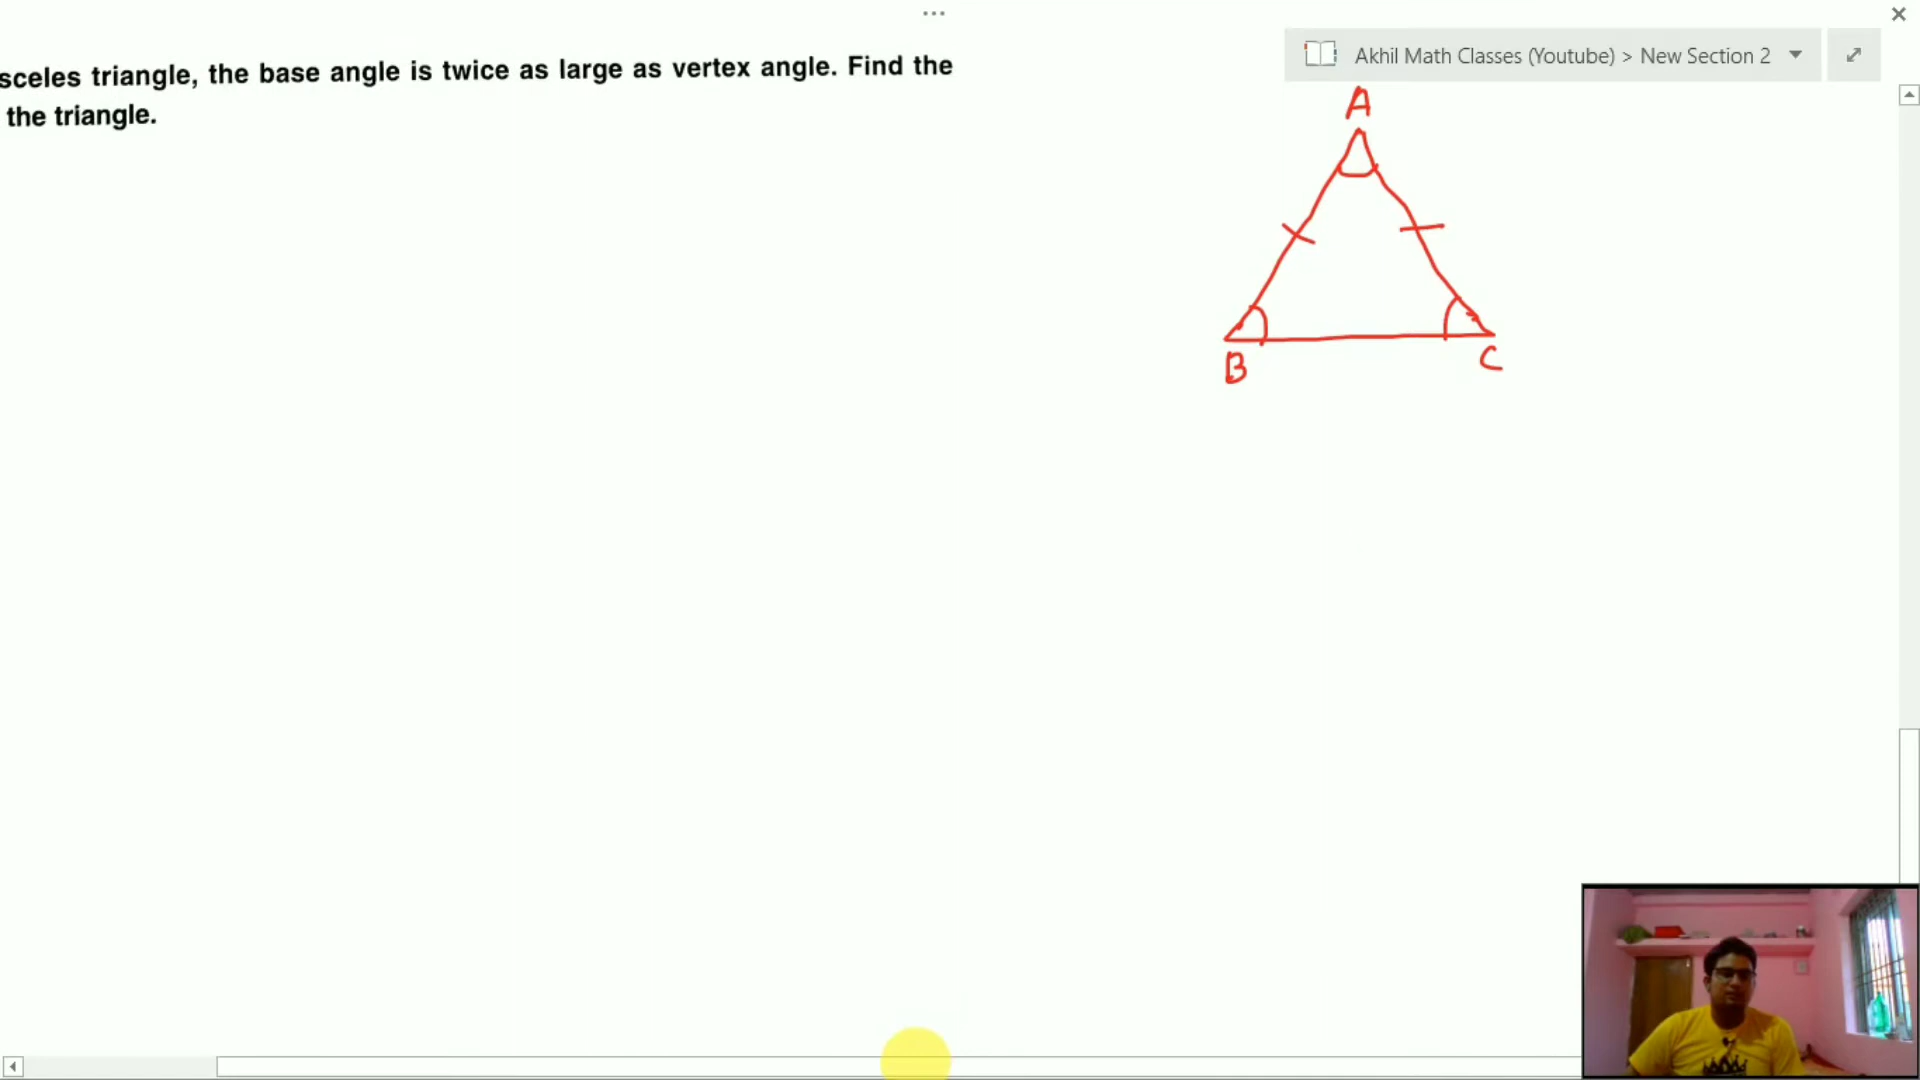 sceles triangle, the base angle is twice as large as vertex angle. Find the
the triangle.
Akhil Math Classes (Youtube) > New Section 2
A
B
C